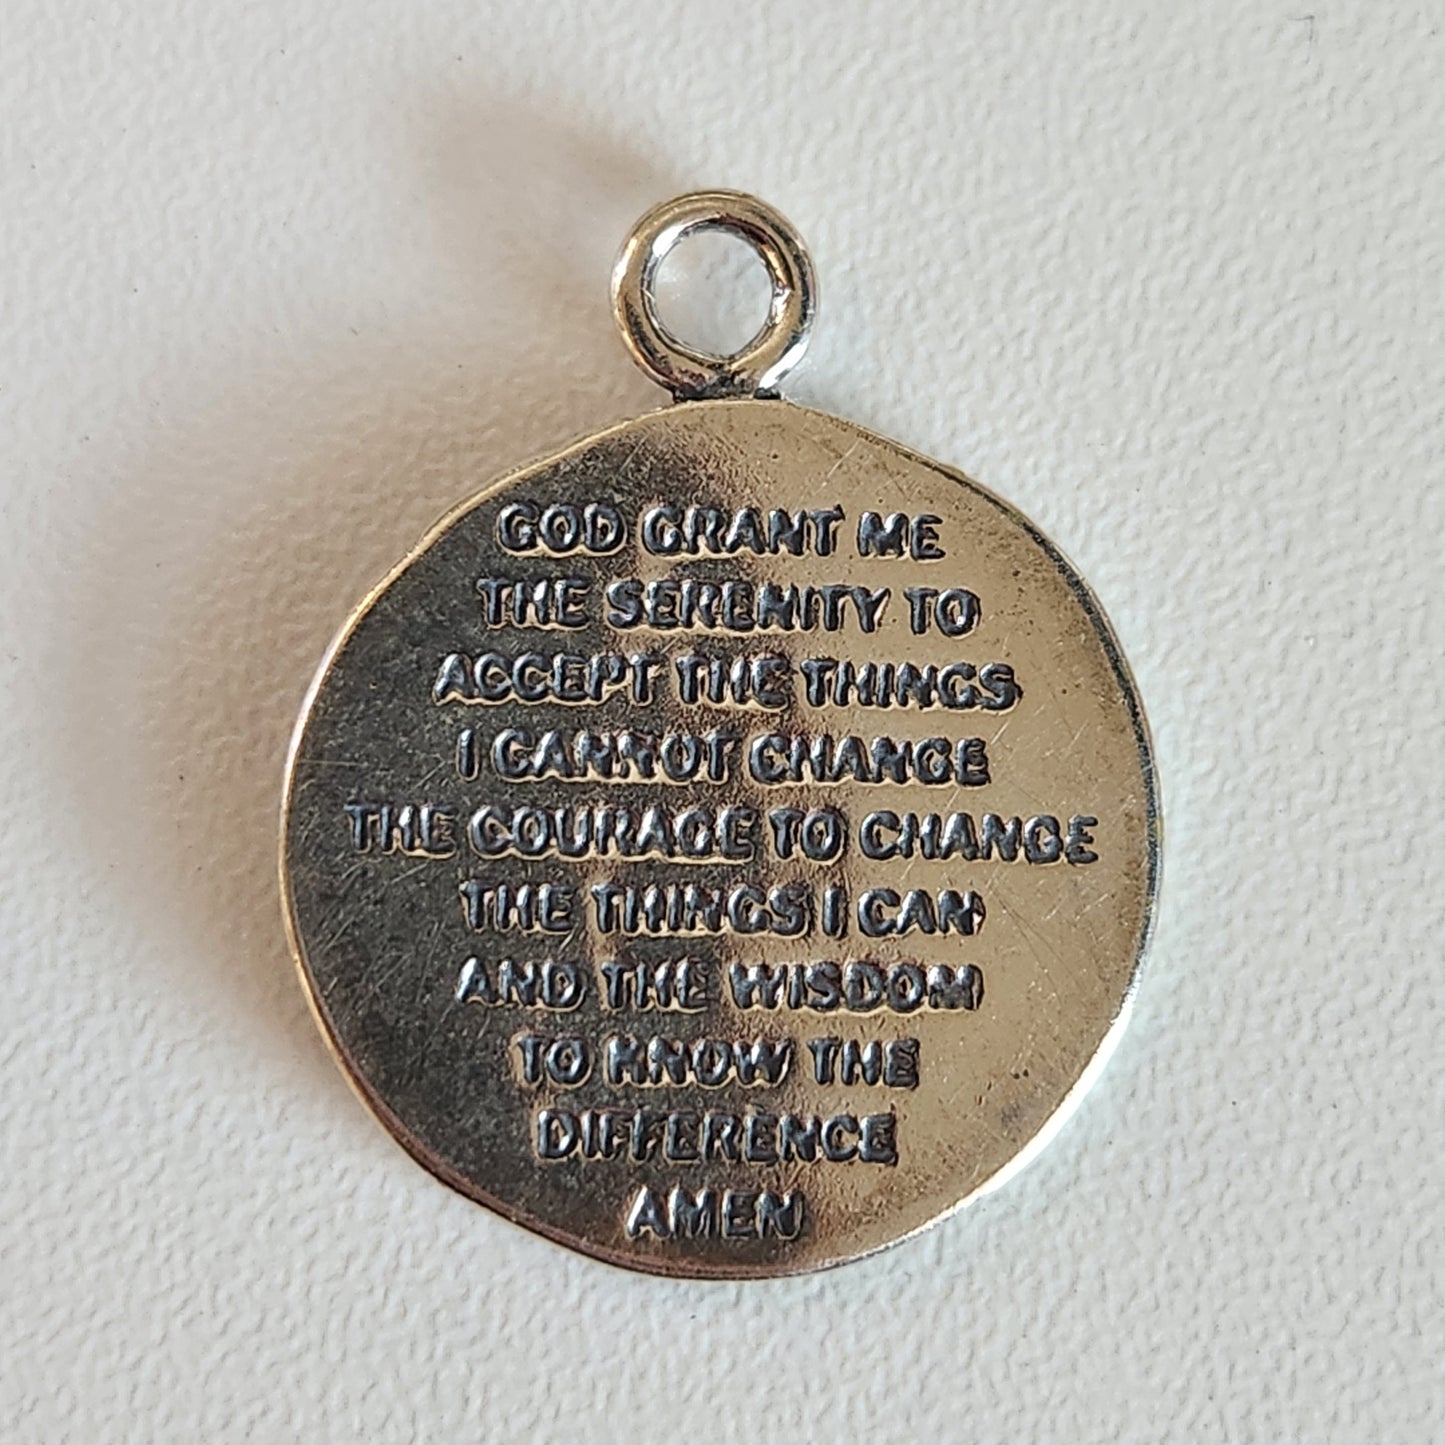 GOD GRANT ME
THE SERENITY TO
ACCEPT THE THINGS
I CANNOT CHANGE
THE COURAGE TO CHANGE
THE THINGS I CAN
AND THE WISDOM
TO KNOW THE
DIFFERENCE
AMEN